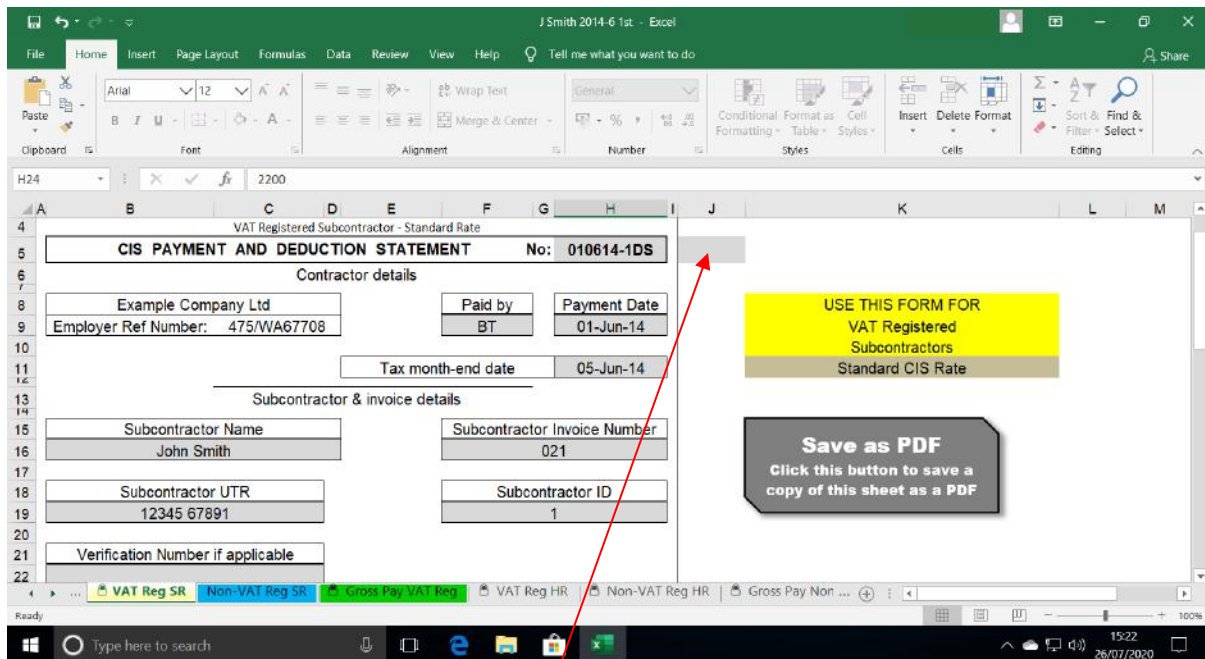 J Smith 2014-6 1st - Excel
File Home Insert Page Layout Formulas Data Review View Help Tell me what you want to do Share
Paste
Clipboard
Arial 12
B I U
A
Font
Wrap Text
Merge & Center
Alignment
General
%
Number
Conditional Formatting
Format as Table
Cell Styles
Styles
Insert Delete Format
Cells
Sort & Filter
Find & Select
Editing
H24 fx 2200
A B C D E F G H I J K L M
4 VAT Registered Subcontractor - Standard Rate
5 CIS PAYMENT AND DEDUCTION STATEMENT No: 010614-1DS
6 Contractor details
7
8 Example Company Ltd Paid by Payment Date USE THIS FORM FOR
9 Employer Ref Number: 475/WA67708 BT 01-Jun-14 VAT Registered
10 Subcontractors
11 Tax month-end date 05-Jun-14 Standard CIS Rate
12
13 Subcontractor & invoice details
14
15 Subcontractor Name Subcontractor Invoice Number
16 John Smith 021
17
18 Subcontractor UTR Subcontractor ID
19 12345 67891 1
20
21 Verification Number if applicable
22
Save as PDF
Click this button to save a
copy of this sheet as a PDF
... VAT Reg SR Non-VAT Reg SR Gross Pay VAT Reg VAT Reg HR Non-VAT Reg HR Gross Pay Non ...
Ready 100%
Type here to search
15:22
26/07/2020